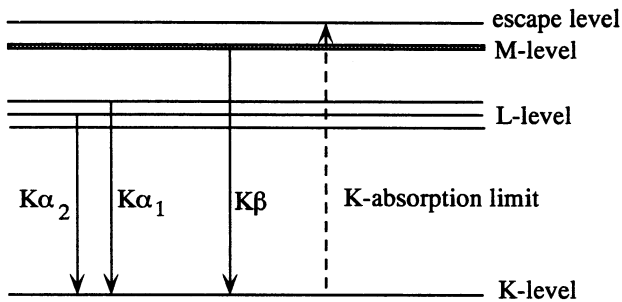 escape level
M-level
L-level
Kα₂ Kα₁ Kβ K-absorption limit
K-level